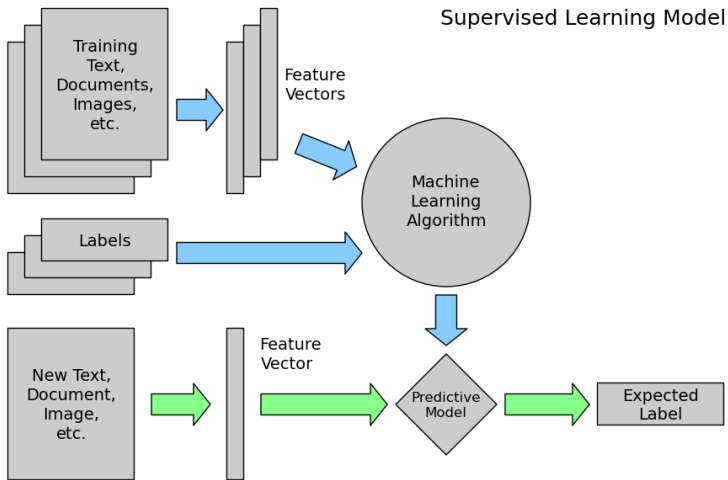 Supervised Learning Model
Training
Text,
Documents,
Images,
etc.
Feature
Vectors
Machine
Learning
Algorithm
Labels
New Text,
Document,
Image,
etc.
Feature
Vector
Predictive
Model
Expected
Label